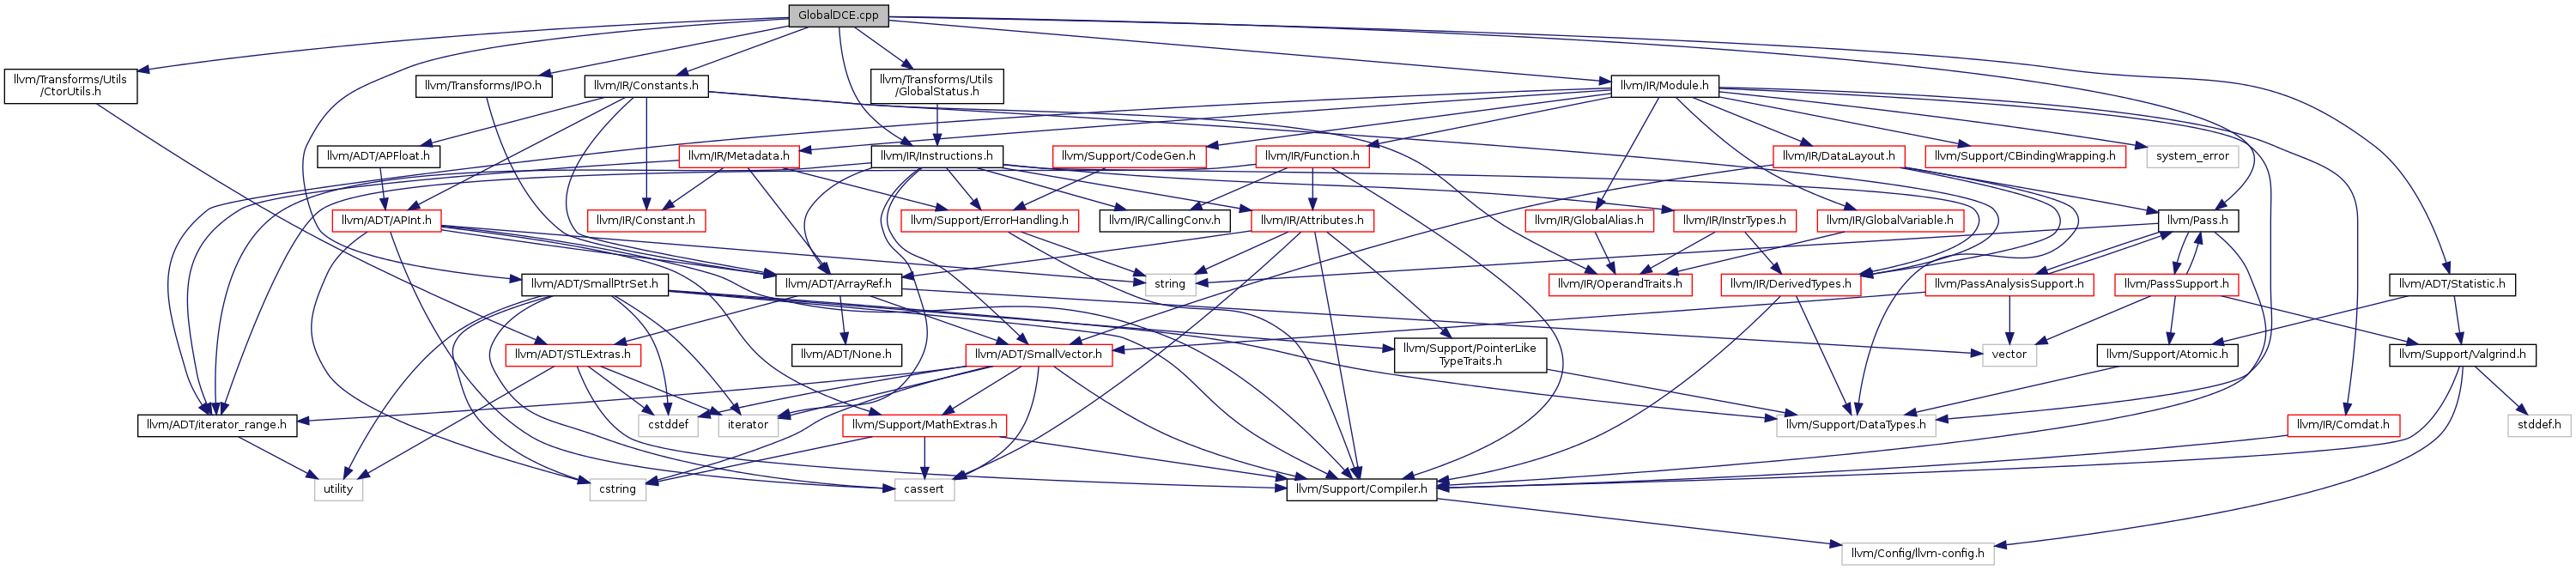 GlobalDCE.cpp
llvm/Transforms/Utils
/CtorUtils.h
llvm/Transforms/IPO.h
llvm/IR/Constants.h
llvm/Transforms/Utils
/GlobalStatus.h
llvm/IR/Module.h
llvm/ADT/APFloat.h
llvm/IR/Metadata.h
llvm/IR/Instructions.h
llvm/Support/CodeGen.h
llvm/IR/Function.h
llvm/IR/DataLayout.h
llvm/Support/CBindingWrapping.h
system_error
llvm/ADT/APInt.h
llvm/IR/Constant.h
llvm/Support/ErrorHandling.h
llvm/IR/CallingConv.h
llvm/IR/Attributes.h
llvm/IR/GlobalAlias.h
llvm/IR/InstrTypes.h
llvm/IR/GlobalVariable.h
llvm/Pass.h
llvm/ADT/SmallPtrSet.h
llvm/ADT/ArrayRef.h
string
llvm/IR/OperandTraits.h
llvm/IR/DerivedTypes.h
llvm/PassAnalysisSupport.h
llvm/PassSupport.h
llvm/ADT/Statistic.h
llvm/ADT/STLExtras.h
llvm/ADT/None.h
llvm/ADT/SmallVector.h
llvm/Support/PointerLike
TypeTraits.h
vector
llvm/Support/Atomic.h
llvm/Support/Valgrind.h
llvm/ADT/iterator_range.h
cstddef
iterator
llvm/Support/MathExtras.h
llvm/Support/DataTypes.h
llvm/IR/Comdat.h
stddef.h
utility
cstring
cassert
llvm/Support/Compiler.h
llvm/Config/llvm-config.h